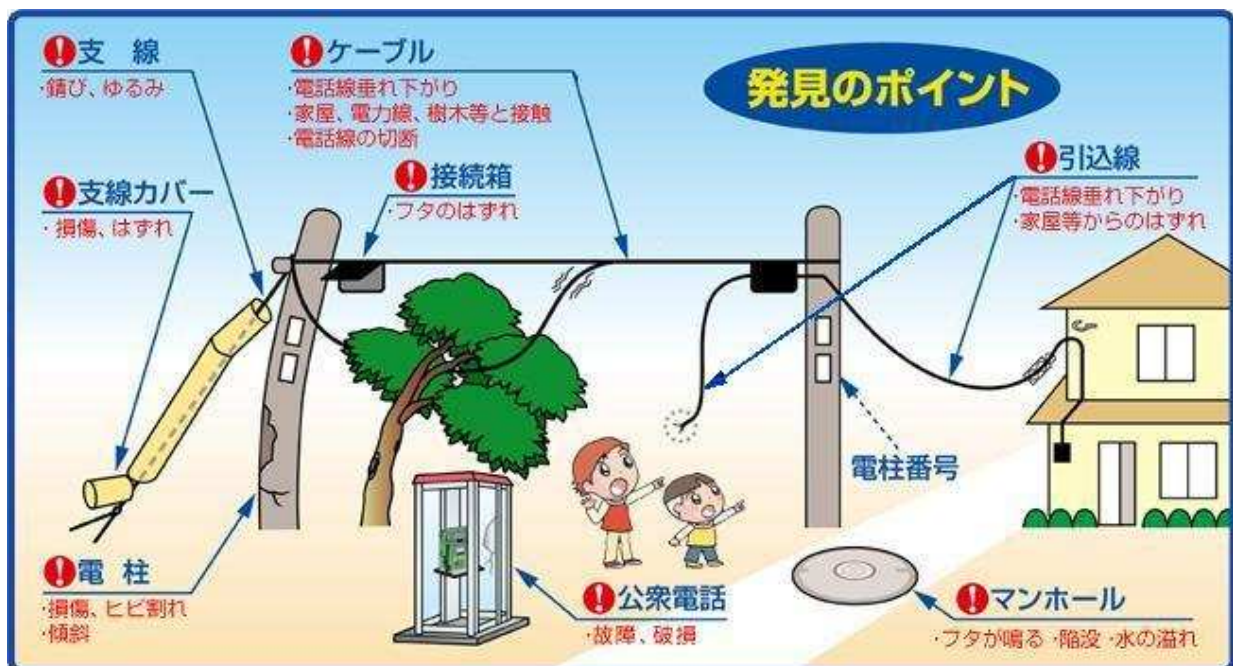 発見のポイント
支線
・錆び、ゆるみ
ケーブル
・電話線垂れ下がり
・家屋、電力線、樹木等と接触
・電話線の切断
引込線
・電話線垂れ下がり
・家屋等からのはずれ
支線カバー
・損傷、はずれ
接続箱
・フタのはずれ
電柱番号
電柱
・損傷、ヒビ割れ
・傾斜
公衆電話
・故障、破損
マンホール
・フタが鳴る・陥没・水の溢れ